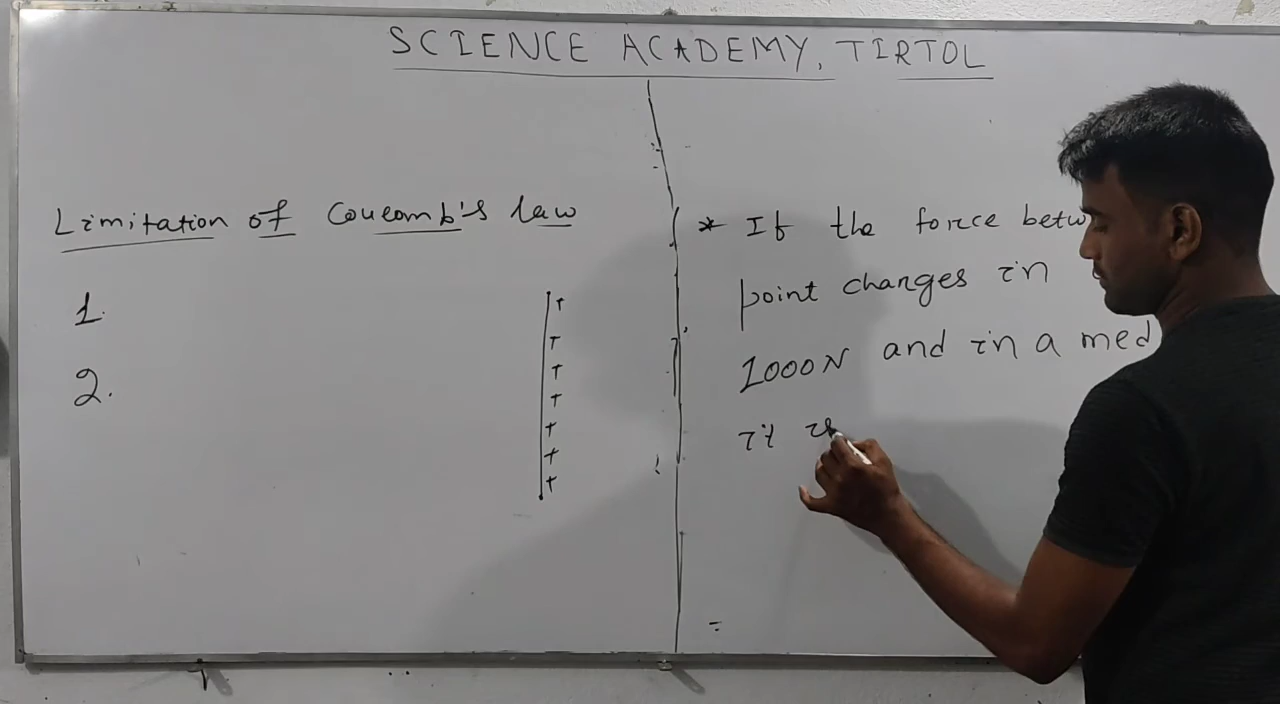 SCIENCE ACADEMY, TIRTOL
Limitation of Coulomb's law
1.
2.
+
+
+
+
+
+
+
* If the force betw
point changes in
1000N and in a med
it is
=